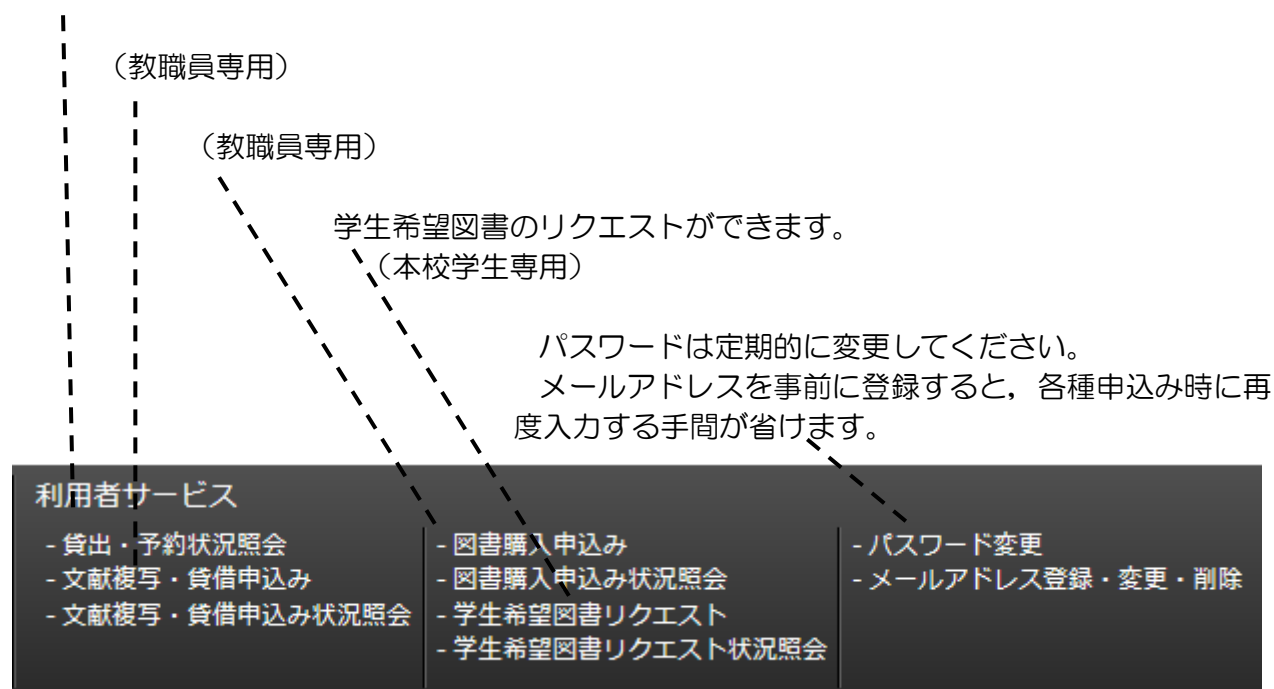 （教職員専用）
（教職員専用）
学生希望図書のリクエストができます。
（本校学生専用）
パスワードは定期的に変更してください。
メールアドレスを事前に登録すると，各種申込み時に再
度入力する手間が省けます。
利用者サービス
- 貸出・予約状況照会
- 文献複写・貸借申込み
- 文献複写・貸借申込み状況照会
- 図書購入申込み
- 図書購入申込み状況照会
- 学生希望図書リクエスト
- 学生希望図書リクエスト状況照会
- パスワード変更
- メールアドレス登録・変更・削除